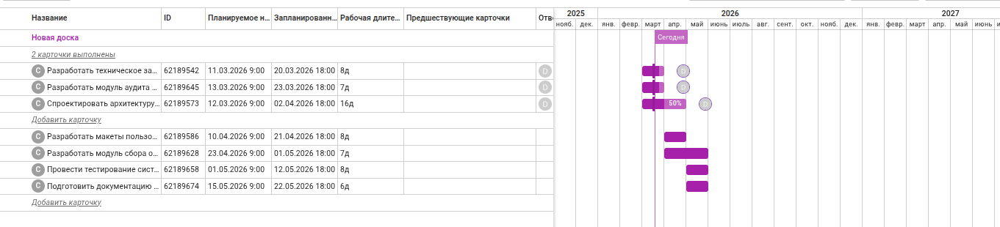 Название ID Планируемое н... Запланированн... Рабочая длите... Предшествующие карточки Отв
2025 2026 2027
нояб. дек. янв. февр. март апр. май июнь июль авг. сент. окт. нояб. дек. янв. февр. март апр. май июнь
Новая доска
Сегодня
2 карточки выполнены
С Разработать техническое за... 62189542 11.03.2026 9:00 20.03.2026 18:00 8д D D
С Разработать модуль аудита ... 62189645 13.03.2026 9:00 23.03.2026 18:00 7д D D
С Спроектировать архитектуру... 62189573 12.03.2026 9:00 02.04.2026 18:00 16д D 50% D
Добавить карточку
С Разработать макеты пользо... 62189586 10.04.2026 9:00 21.04.2026 18:00 8д
С Разработать модуль сбора о... 62189628 23.04.2026 9:00 01.05.2026 18:00 7д
С Провести тестирование сист... 62189658 01.05.2026 9:00 12.05.2026 18:00 8д
С Подготовить документацию ... 62189674 15.05.2026 9:00 22.05.2026 18:00 6д
Добавить карточку